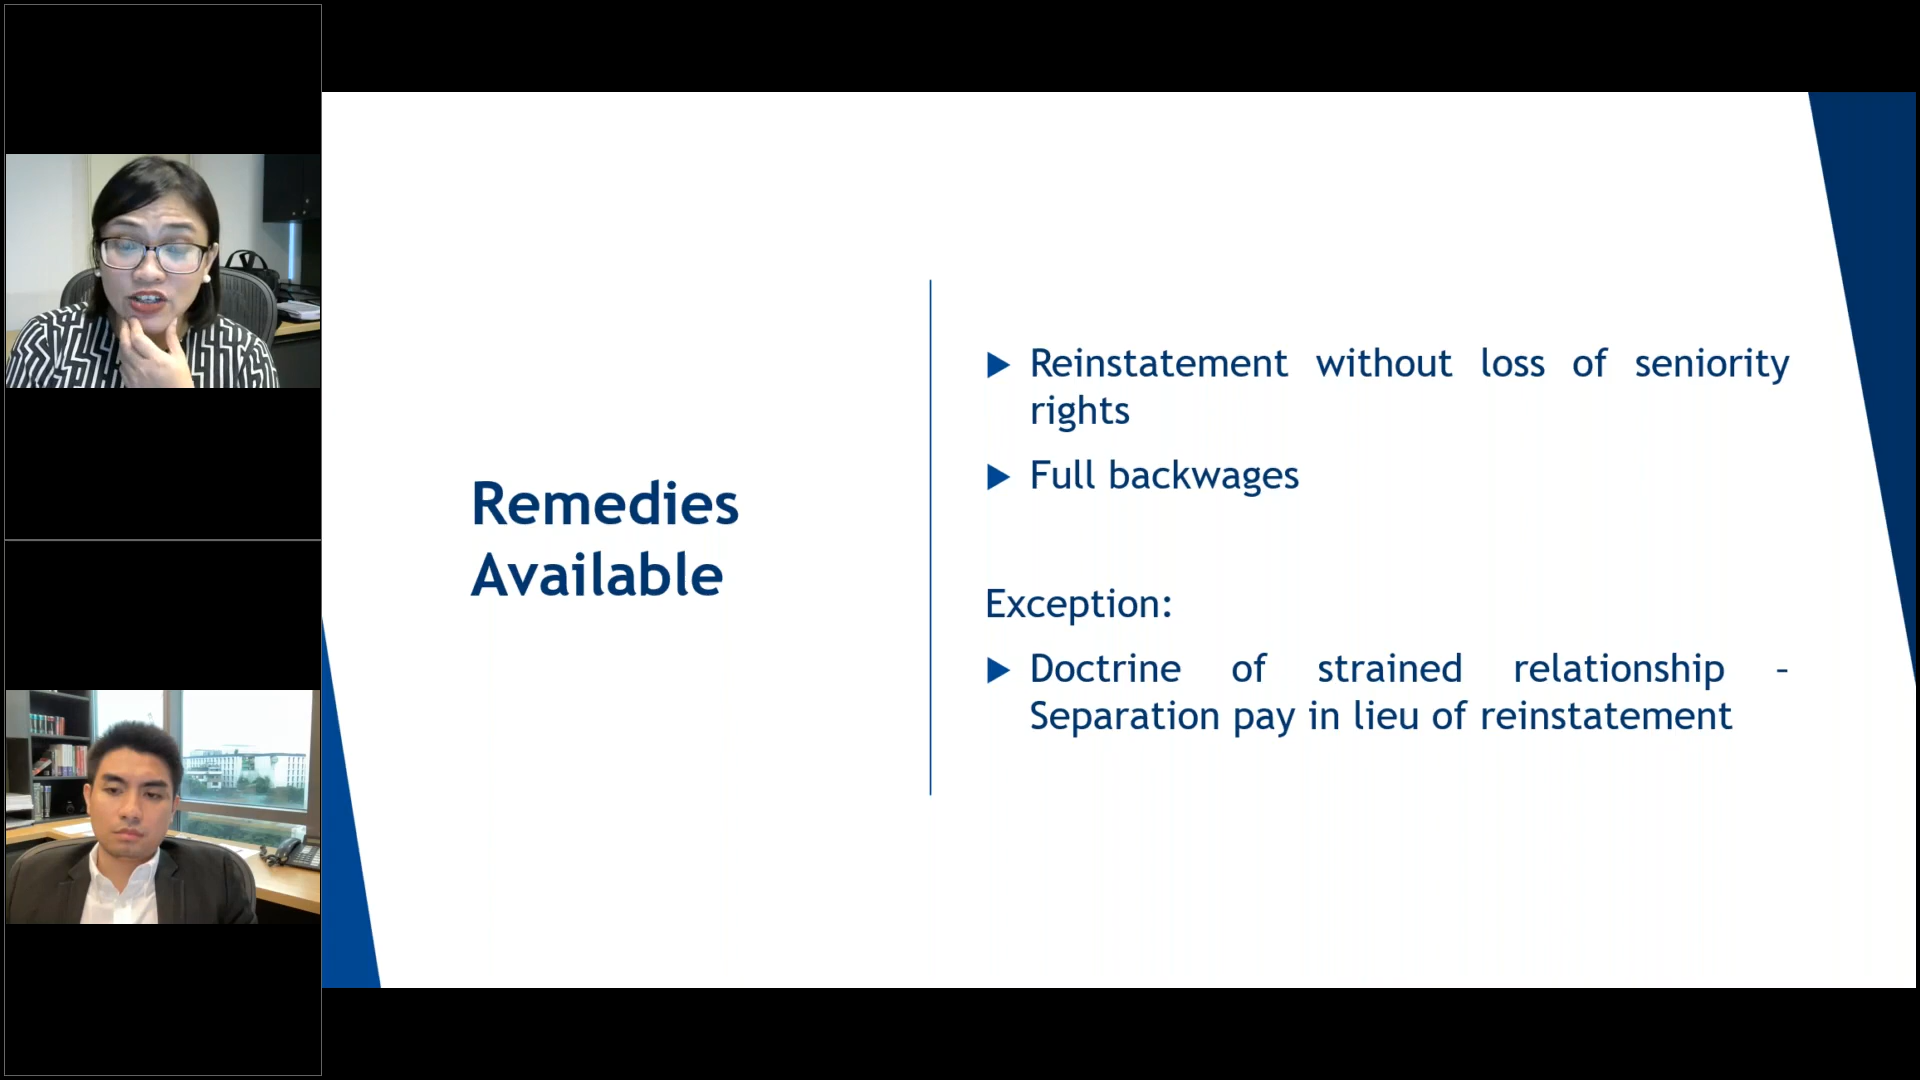 Remedies
Available
Reinstatement without loss of seniority
rights
Full backwages
Exception:
Doctrine of strained relationship –
Separation pay in lieu of reinstatement